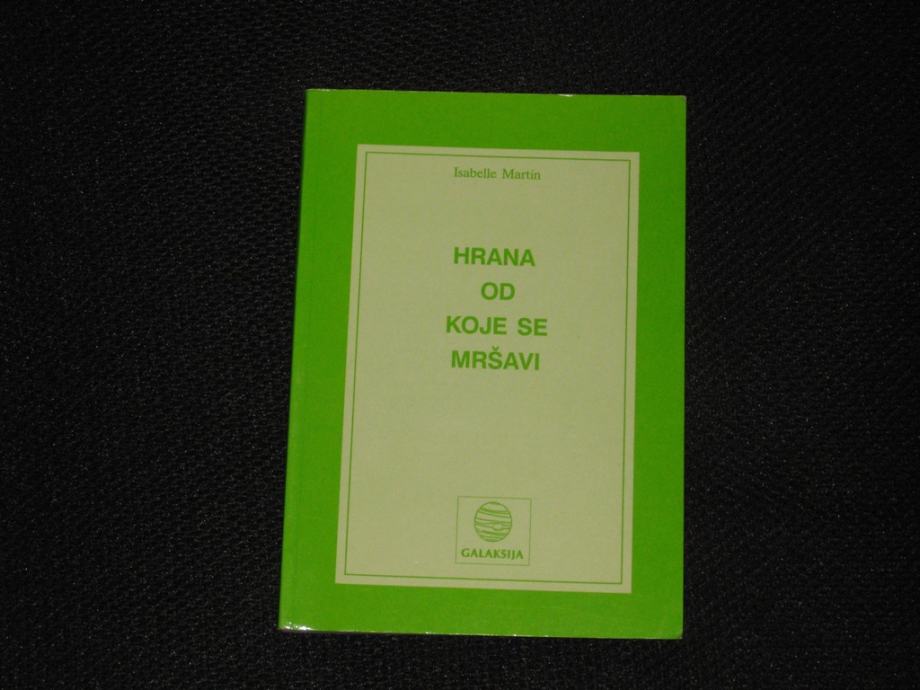 Isabelle Martin
HRANA
OD
KOJE SE
MRŠAVI
GALAKSIJA